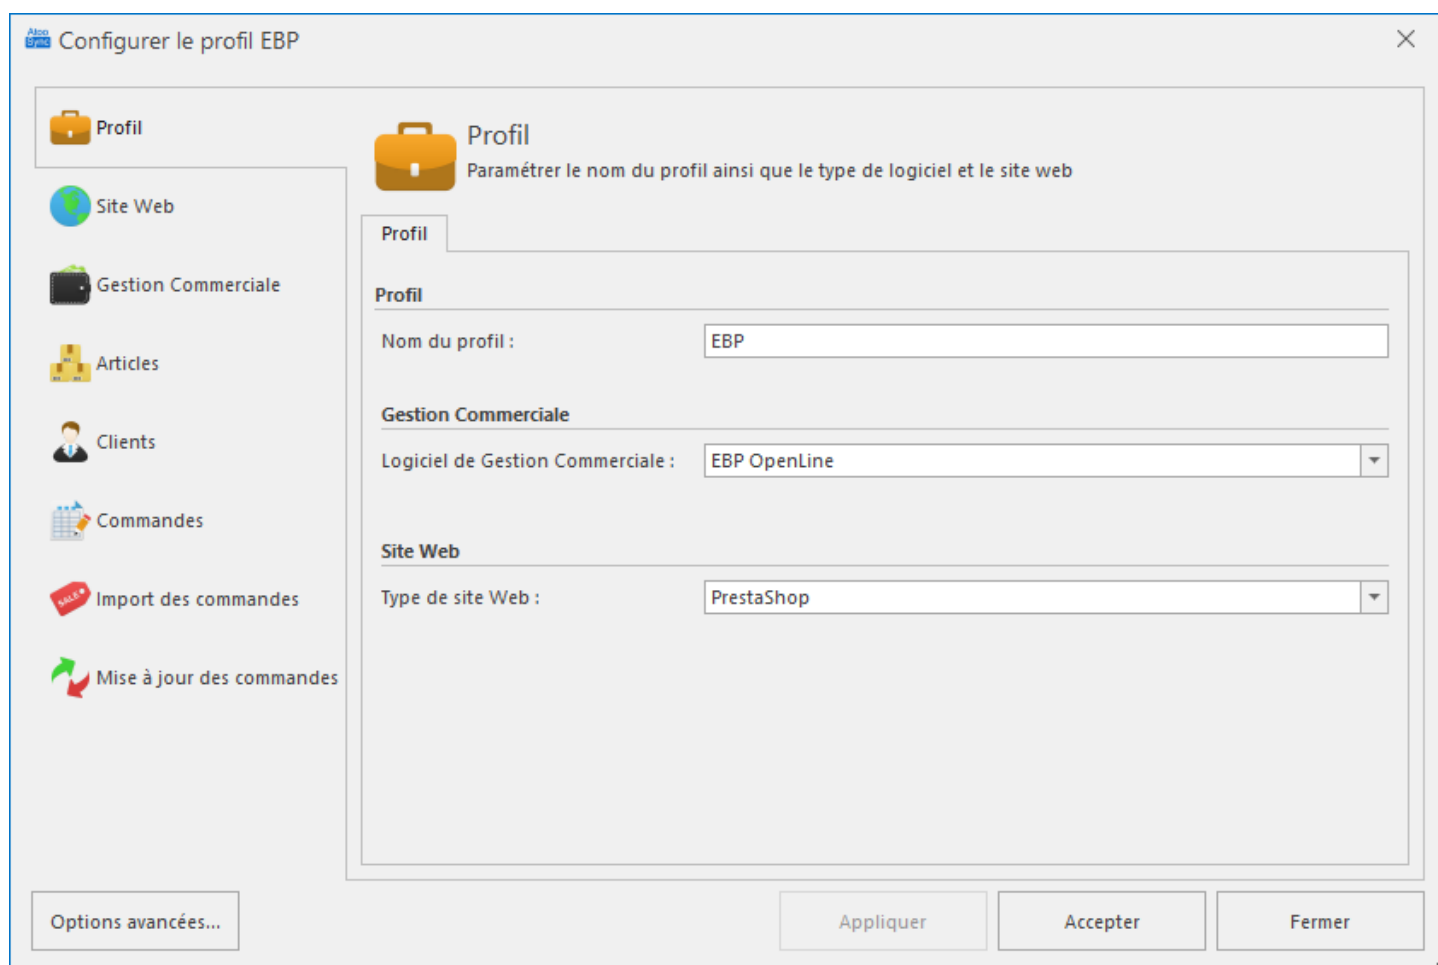 Atoo
Sync
Configurer le profil EBP
Profil
Site Web
Gestion Commerciale
Articles
Clients
SALE
Commandes
Import des commandes
Mise à jour des commandes
Profil
Paramétrer le nom du profil ainsi que le type de logiciel et le site web
Profil
Profil
Nom du profil : EBP
Gestion Commerciale
Logiciel de Gestion Commerciale : EBP OpenLine
Site Web
Type de site Web : PrestaShop
Options avancées...
Appliquer
Accepter
Fermer